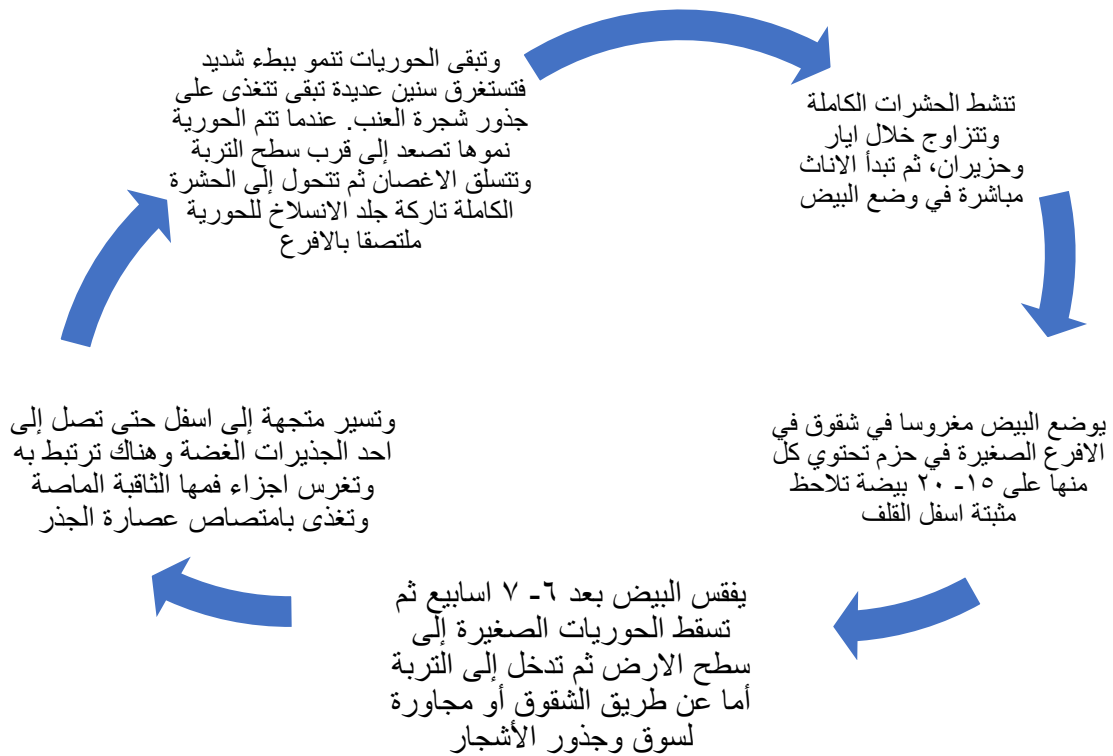 تنشط الحشرات الكاملة
وتتزاوج خلال ايار
وحزيران، ثم تبدأ الاناث
مباشرة في وضع البيض
يوضع البيض مغروسا في شقوق في
الافرع الصغيرة في حزم تحتوي كل
منها على ١٥- ٢٠ بيضة تلاحظ
مثبتة اسفل القلف
يفقس البيض بعد ٦- ٧ اسابيع ثم
تسقط الحوريات الصغيرة إلى
سطح الارض ثم تدخل إلى التربة
أما عن طريق الشقوق أو مجاورة
لسوق وجذور الأشجار
وتسير متجهة إلى اسفل حتى تصل إلى
احد الجذيرات الغضة وهناك ترتبط به
وتغرس اجزاء فمها الثاقبة الماصة
وتغذى بامتصاص عصارة الجذر
وتبقى الحوريات تنمو ببطء شديد
فتستغرق سنين عديدة تبقى تتغذى على
جذور شجرة العنب. عندما تتم الحورية
نموها تصعد إلى قرب سطح التربة
وتتسلق الاغصان ثم تتحول إلى الحشرة
الكاملة تاركة جلد الانسلاخ للحورية
ملتصقا بالافرع